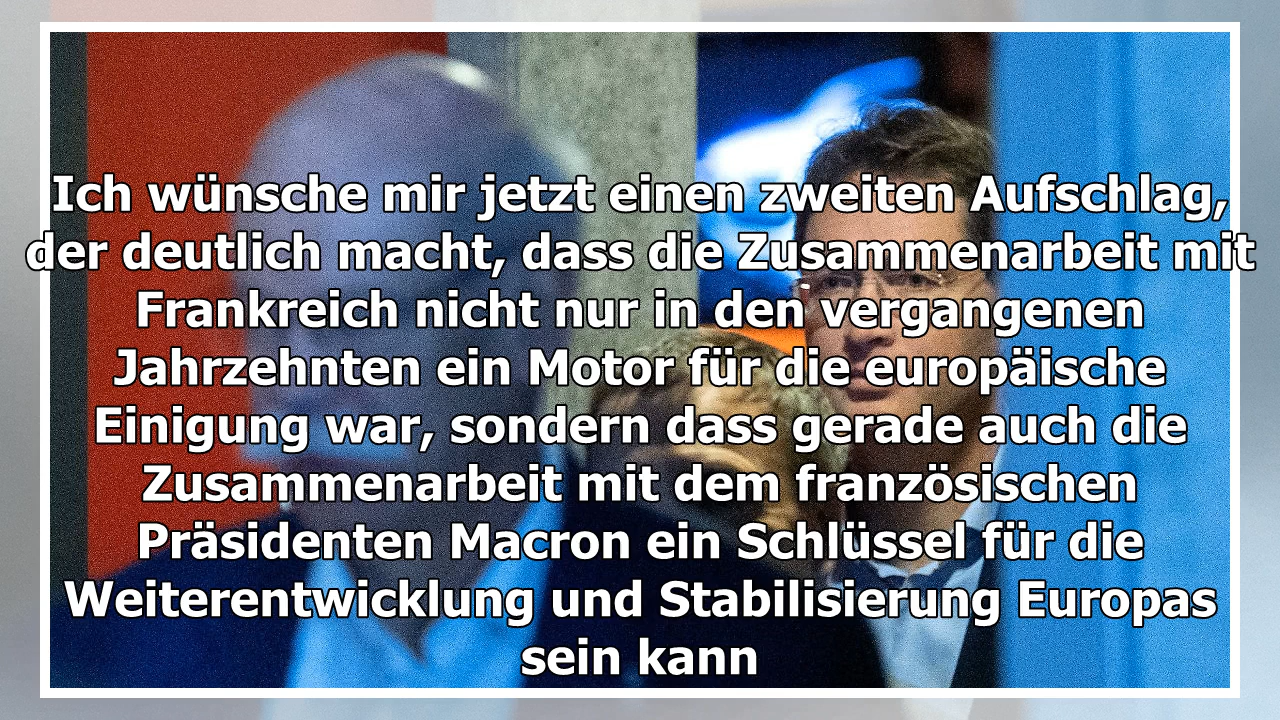 Ich wünsche mir jetzt einen zweiten Aufschlag,
der deutlich macht, dass die Zusammenarbeit mit
Frankreich nicht nur in den vergangenen
Jahrzehnten ein Motor für die europäische
Einigung war, sondern dass gerade auch die
Zusammenarbeit mit dem französischen
Präsidenten Macron ein Schlüssel für die
Weiterentwicklung und Stabilisierung Europas
sein kann